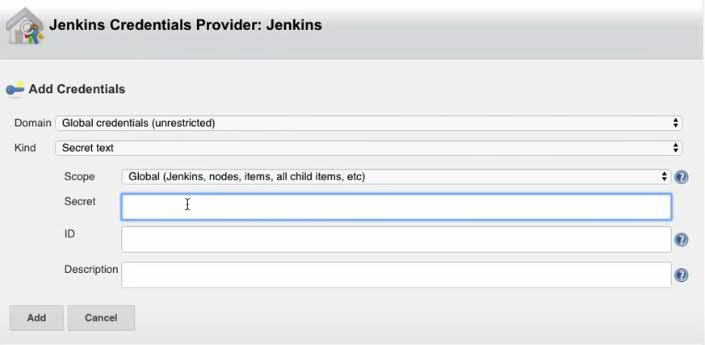 Jenkins Credentials Provider: Jenkins
Add Credentials
Domain Global credentials (unrestricted)
Kind Secret text
Scope Global (Jenkins, nodes, items, all child items, etc)
Secret
ID
Description
Add Cancel